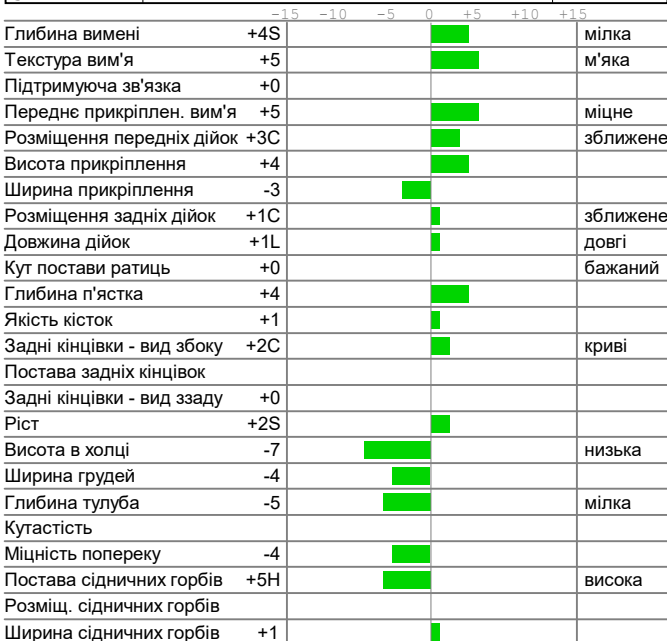 -15 -10 -5 0 +5 +10 +15
Глибина вимені +4S мілка
Текстура вим'я +5 м'яка
Підтримуюча зв'язка +0
Переднє прикріплен. вим'я +5 міцне
Розміщення передніх дійок +3C зближене
Висота прикріплення +4
Ширина прикріплення -3
Розміщення задніх дійок +1C зближене
Довжина дійок +1L довгі
Кут постави ратиць +0 бажаний
Глибина п'ястка +4
Якість кісток +1
Задні кінцівки - вид збоку +2C криві
Постава задніх кінцівок
Задні кінцівки - вид ззаду +0
Ріст +2S
Висота в холці -7 низька
Ширина грудей -4
Глибина тулуба -5 мілка
Кутастість
Міцність попереку -4
Постава сідничних горбів +5H висока
Розміщ. сідничних горбів
Ширина сідничних горбів +1